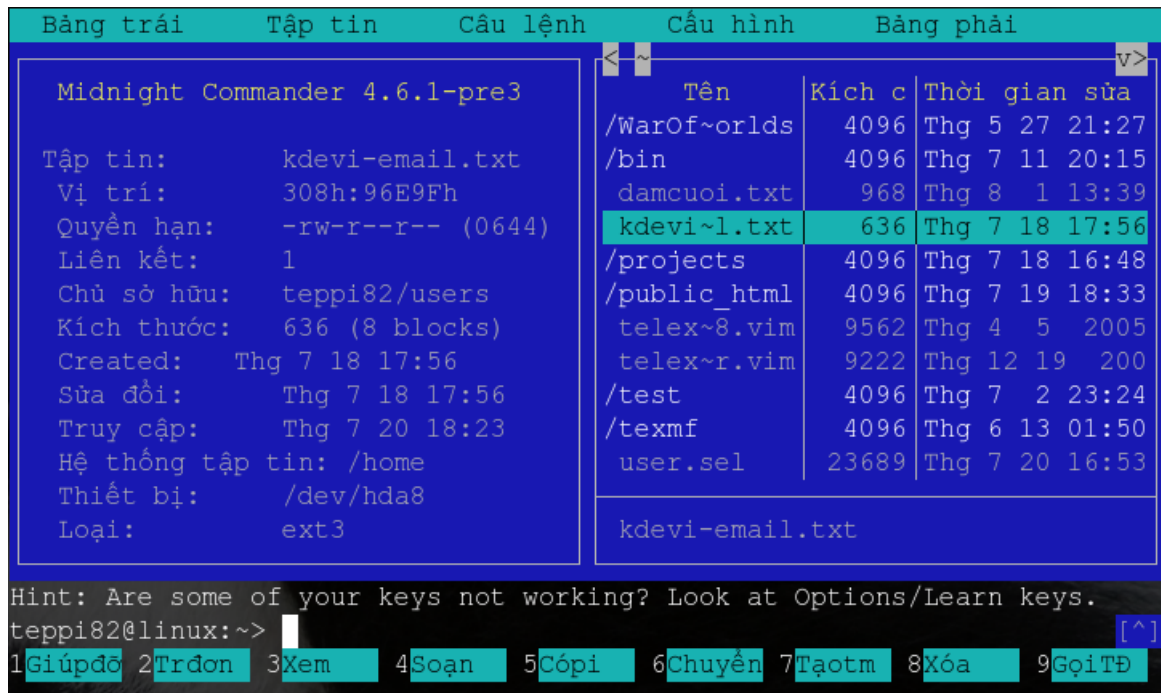 Bảng trái Tập tin Câu lệnh Cấu hình Bảng phải
< ~ v>
Midnight Commander 4.6.1-pre3
Tập tin: kdevi-email.txt
Vị trí: 308h:96E9Fh
Quyền hạn: -rw-r--r-- (0644)
Liên kết: 1
Chủ sở hữu: teppi82/users
Kích thước: 636 (8 blocks)
Created: Thg 7 18 17:56
Sửa đổi: Thg 7 18 17:56
Truy cập: Thg 7 20 18:23
Hệ thống tập tin: /home
Thiết bị: /dev/hda8
Loại: ext3
Tên Kích c Thời gian sửa
/WarOf~orlds 4096 Thg 5 27 21:27
/bin 4096 Thg 7 11 20:15
damcuoi.txt 968 Thg 8 1 13:39
kdevi~l.txt 636 Thg 7 18 17:56
/projects 4096 Thg 7 18 16:48
/public_html 4096 Thg 7 19 18:33
telex~8.vim 9562 Thg 4 5 2005
telex~r.vim 9222 Thg 12 19 200
/test 4096 Thg 7 2 23:24
/texmf 4096 Thg 6 13 01:50
user.sel 23689 Thg 7 20 16:53
kdevi-email.txt
Hint: Are some of your keys not working? Look at Options/Learn keys.
teppi82@linux:~> [^]
1Giúpđỡ 2Trđơn 3Xem 4Soạn 5Cópi 6Chuyển 7Tạotm 8Xóa 9GọiTĐ